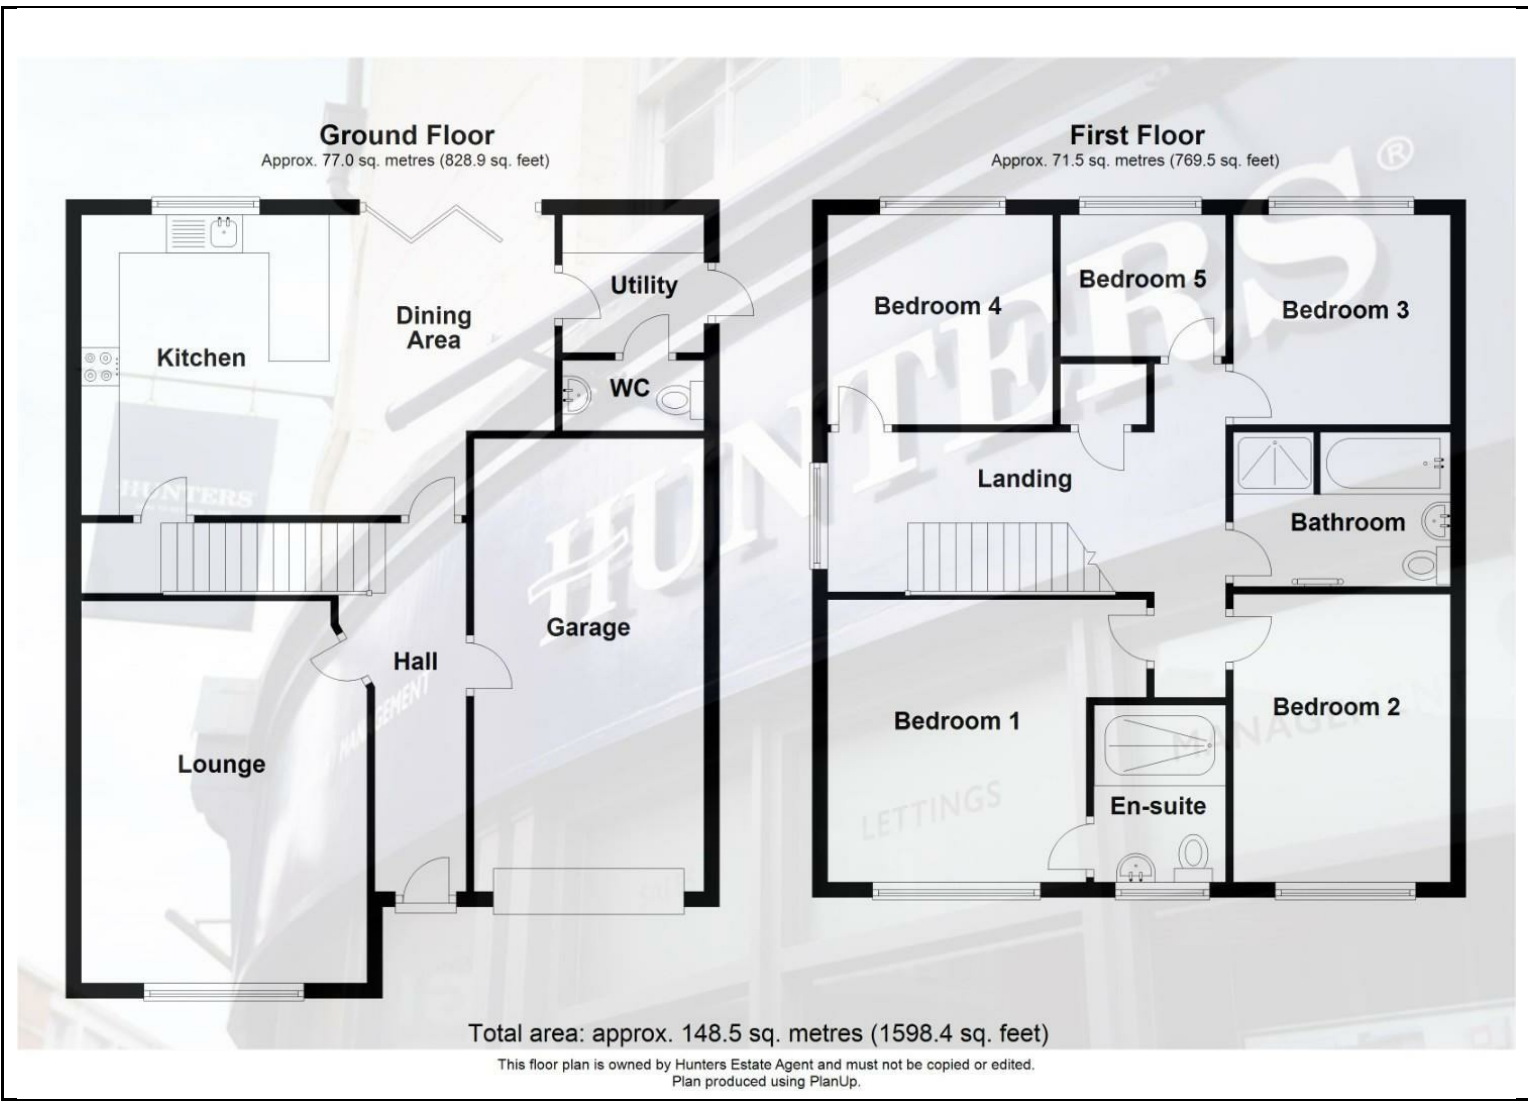 Ground Floor
Approx. 77.0 sq. metres (828.9 sq. feet)
Utility
Dining
Area
Kitchen
WC
Garage
Hall
Lounge
First Floor
Approx. 71.5 sq. metres (769.5 sq. feet)
Bedroom 5
Bedroom 4
Bedroom 3
Landing
Bathroom
Bedroom 2
Bedroom 1
En-suite
HUNTERS®
HUNTERS
MANAGEMENT
LETTINGS
MANAGEMENT
Total area: approx. 148.5 sq. metres (1598.4 sq. feet)
This floor plan is owned by Hunters Estate Agent and must not be copied or edited.
Plan produced using PlanUp.